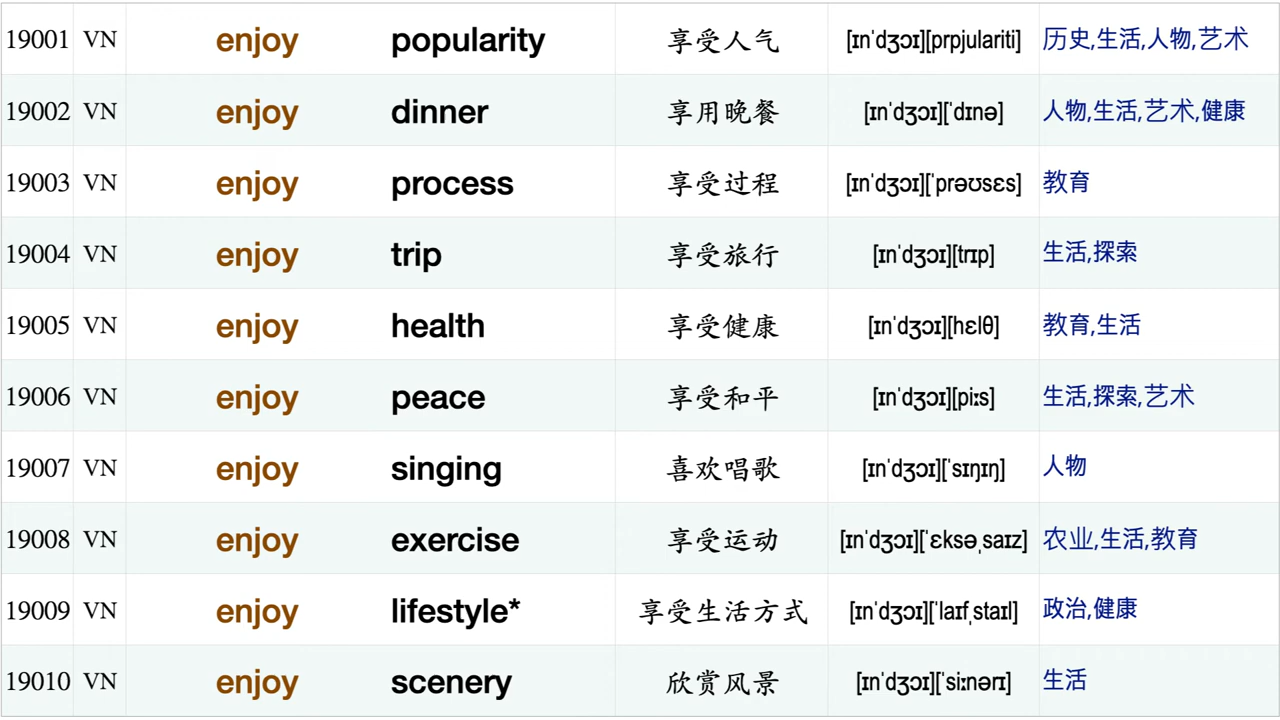 19001 VN enjoy popularity 享受人气 [ɪnˈdʒɔɪ][prpjulariti] 历史,生活,人物,艺术
19002 VN enjoy dinner 享用晚餐 [ɪnˈdʒɔɪ][ˈdɪnə] 人物,生活,艺术,健康
19003 VN enjoy process 享受过程 [ɪnˈdʒɔɪ][ˈprəʊsɛs] 教育
19004 VN enjoy trip 享受旅行 [ɪnˈdʒɔɪ][trɪp] 生活,探索
19005 VN enjoy health 享受健康 [ɪnˈdʒɔɪ][hɛlθ] 教育,生活
19006 VN enjoy peace 享受和平 [ɪnˈdʒɔɪ][piːs] 生活,探索,艺术
19007 VN enjoy singing 喜欢唱歌 [ɪnˈdʒɔɪ][ˈsɪŋɪŋ] 人物
19008 VN enjoy exercise 享受运动 [ɪnˈdʒɔɪ][ˈɛksəˌsaɪz] 农业,生活,教育
19009 VN enjoy lifestyle* 享受生活方式 [ɪnˈdʒɔɪ][ˈlaɪfˌstaɪl] 政治,健康
19010 VN enjoy scenery 欣赏风景 [ɪnˈdʒɔɪ][ˈsiːnərɪ] 生活